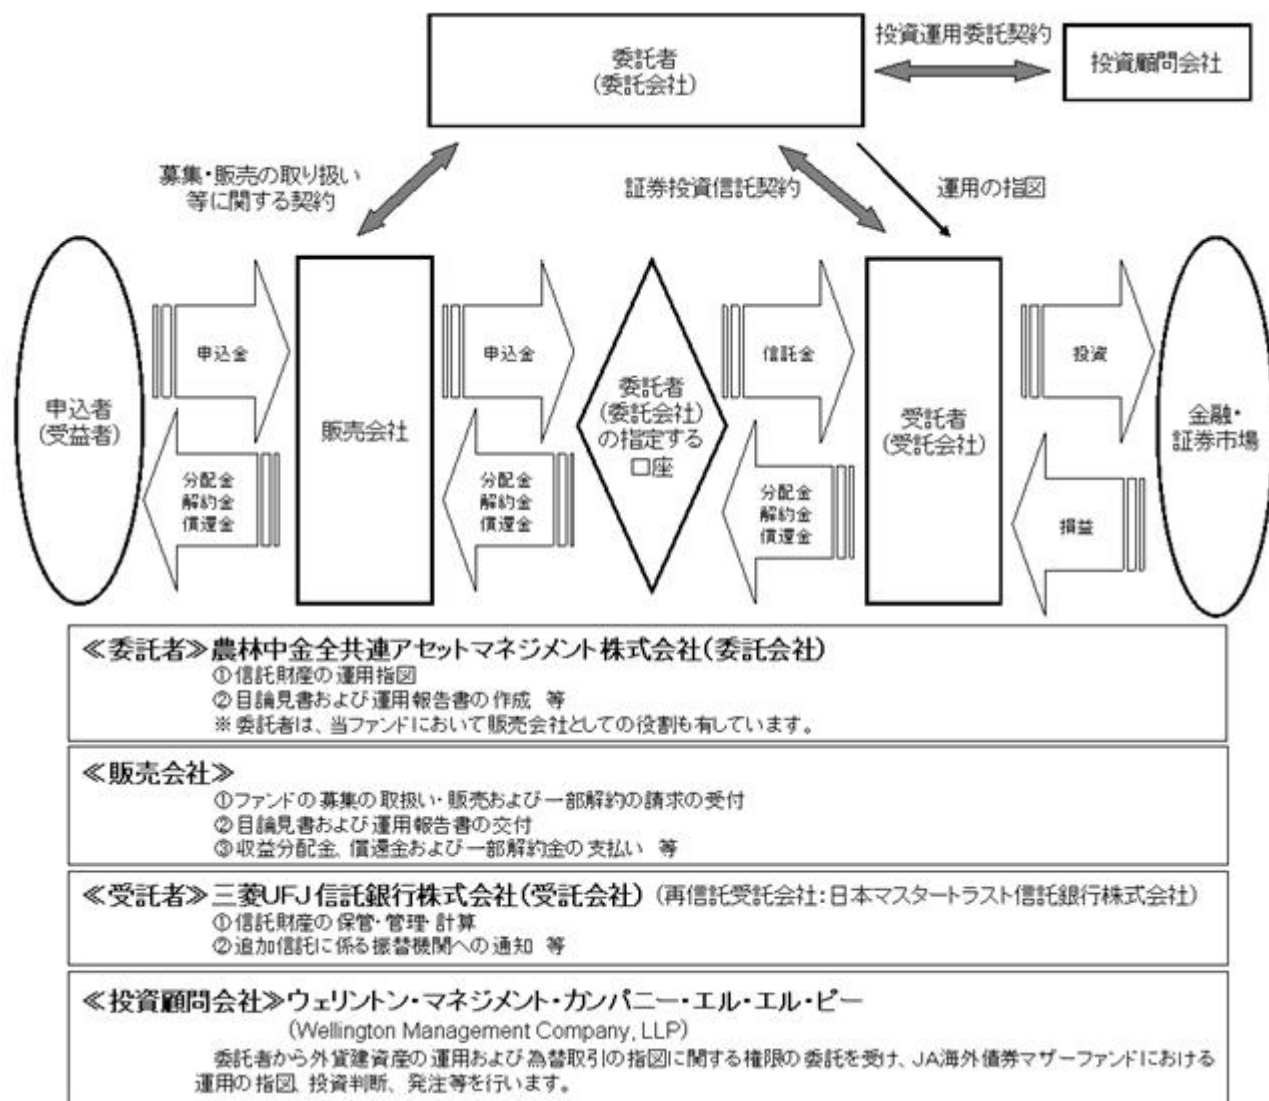 委託者
(委託会社)
投資運用委託契約
投資顧問会社
募集・販売の取り扱い
等に関する契約
証券投資信託契約
運用の指図
申込者
(受益者)
申込金
分配金
解約金
償還金
販売会社
申込金
分配金
解約金
償還金
委託者
(委託会社)
の指定する
口座
信託金
分配金
解約金
償還金
受託者
(受託会社)
投資
損益
金融・
証券市場
≪委託者≫農林中金全共連アセットマネジメント株式会社(委託会社)
①信託財産の運用指図
②目論見書および運用報告書の作成 等
※委託者は、当ファンドにおいて販売会社としての役割も有しています。
≪販売会社≫
①ファンドの募集の取扱い・販売および一部解約の請求の受付
②目論見書および運用報告書の交付
③収益分配金、償還金および一部解約金の支払い 等
≪受託者≫三菱UFJ信託銀行株式会社(受託会社) (再信託受託会社:日本マスタートラスト信託銀行株式会社)
①信託財産の保管・管理・計算
②追加信託に係る振替機関への通知 等
≪投資顧問会社≫ウェリントン・マネジメント・カンパニー・エル・エル・ピー
(Wellington Management Company, LLP)
委託者から外貨建資産の運用および為替取引の指図に関する権限の委託を受け、JA海外債券マザーファンドにおける
運用の指図、投資判断、発注等を行います。